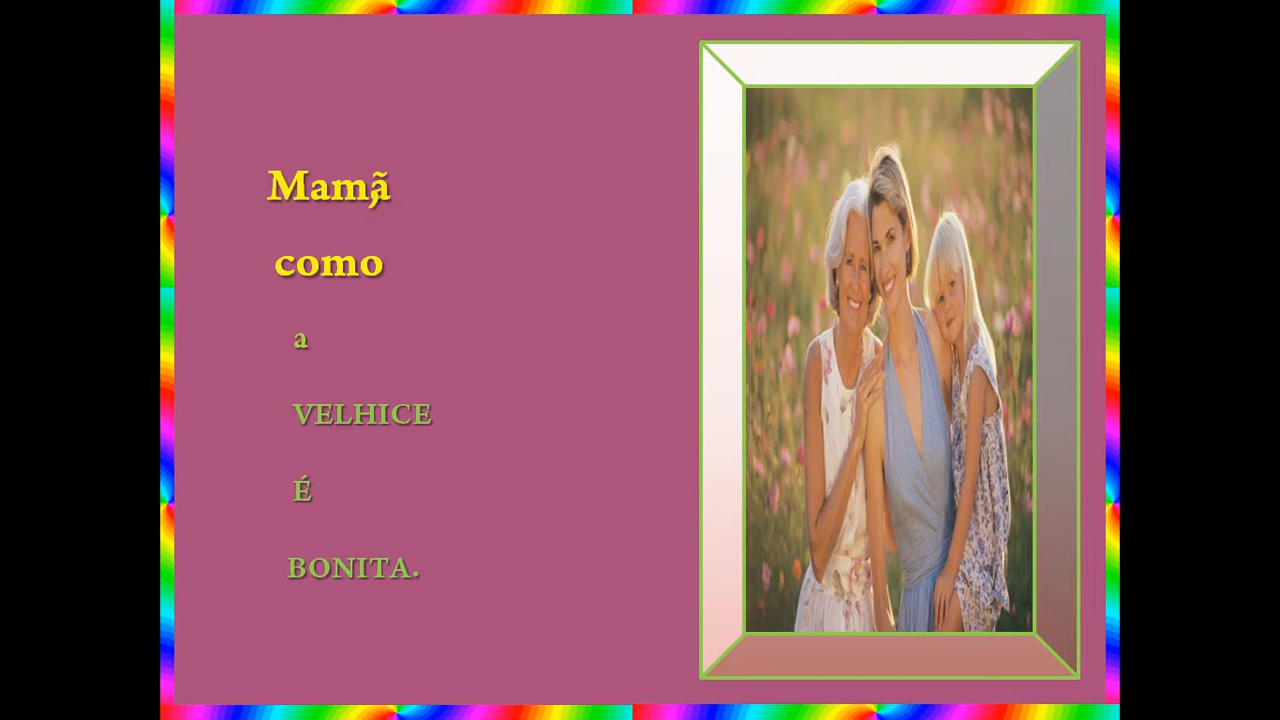 Mamã,
como
a
VELHICE
É
BONITA.